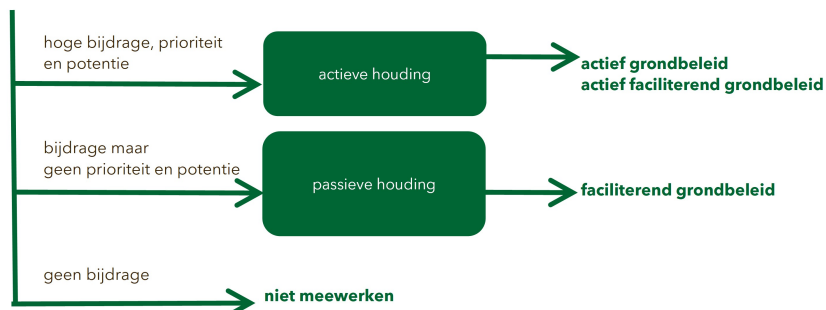 hoge bijdrage, prioriteit
en potentie
actieve houding
actief grondbeleid
actief faciliterend grondbeleid
bijdrage maar
geen prioriteit en potentie
passieve houding
faciliterend grondbeleid
geen bijdrage
niet meewerken